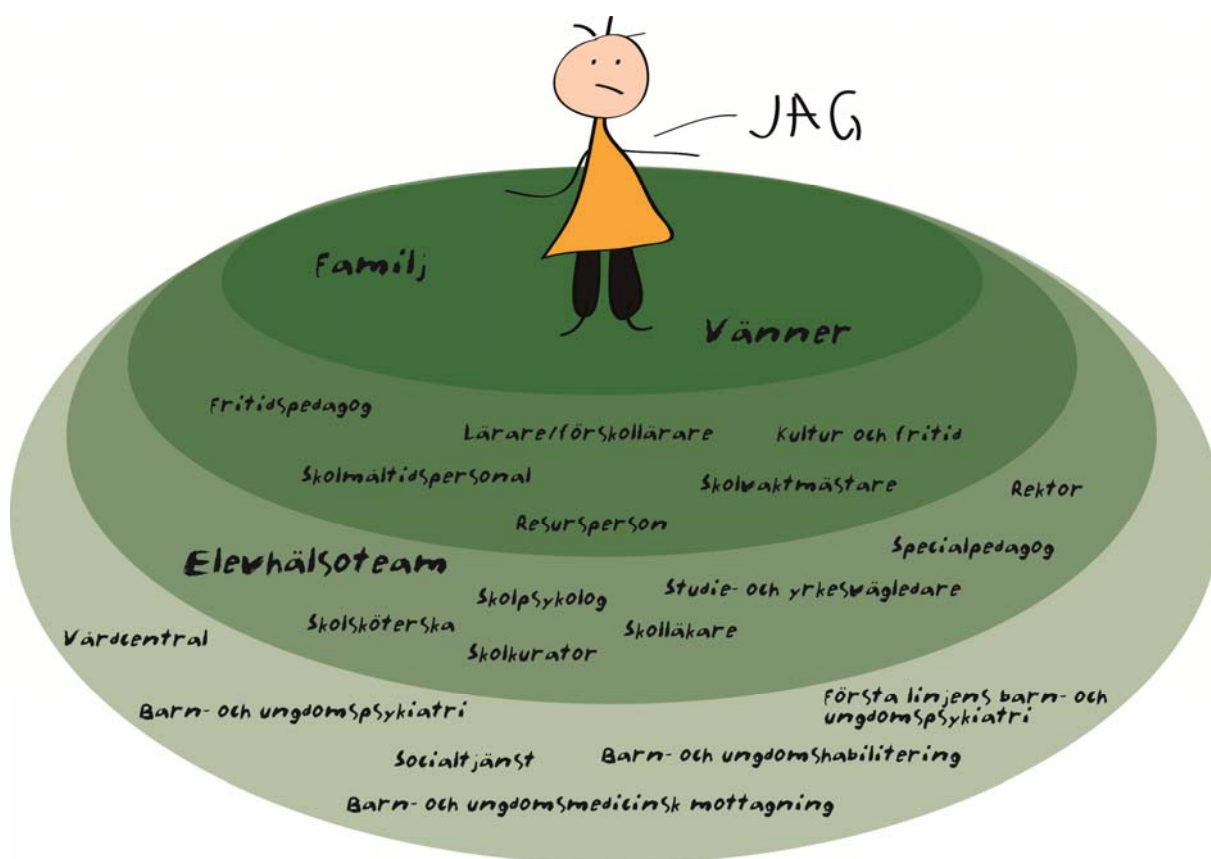 JAG
Familj
Vänner
Fritidspedagog
Lärare/förskollärare
Kultur och fritid
Skolmåltidspersonal
Skolvaktmästare
Rektor
Resursperson
Specialpedagog
Elevhälsoteam
Studie- och yrkesvägledare
Skolpsykolog
Skolsköterska
Skolläkare
Vårdcentral
Skolkurator
Första linjens barn- och
ungdomspsykiatri
Barn- och ungdomspsykiatri
Socialtjänst
Barn- och ungdomshabilitering
Barn- och ungdomsmedicinsk mottagning